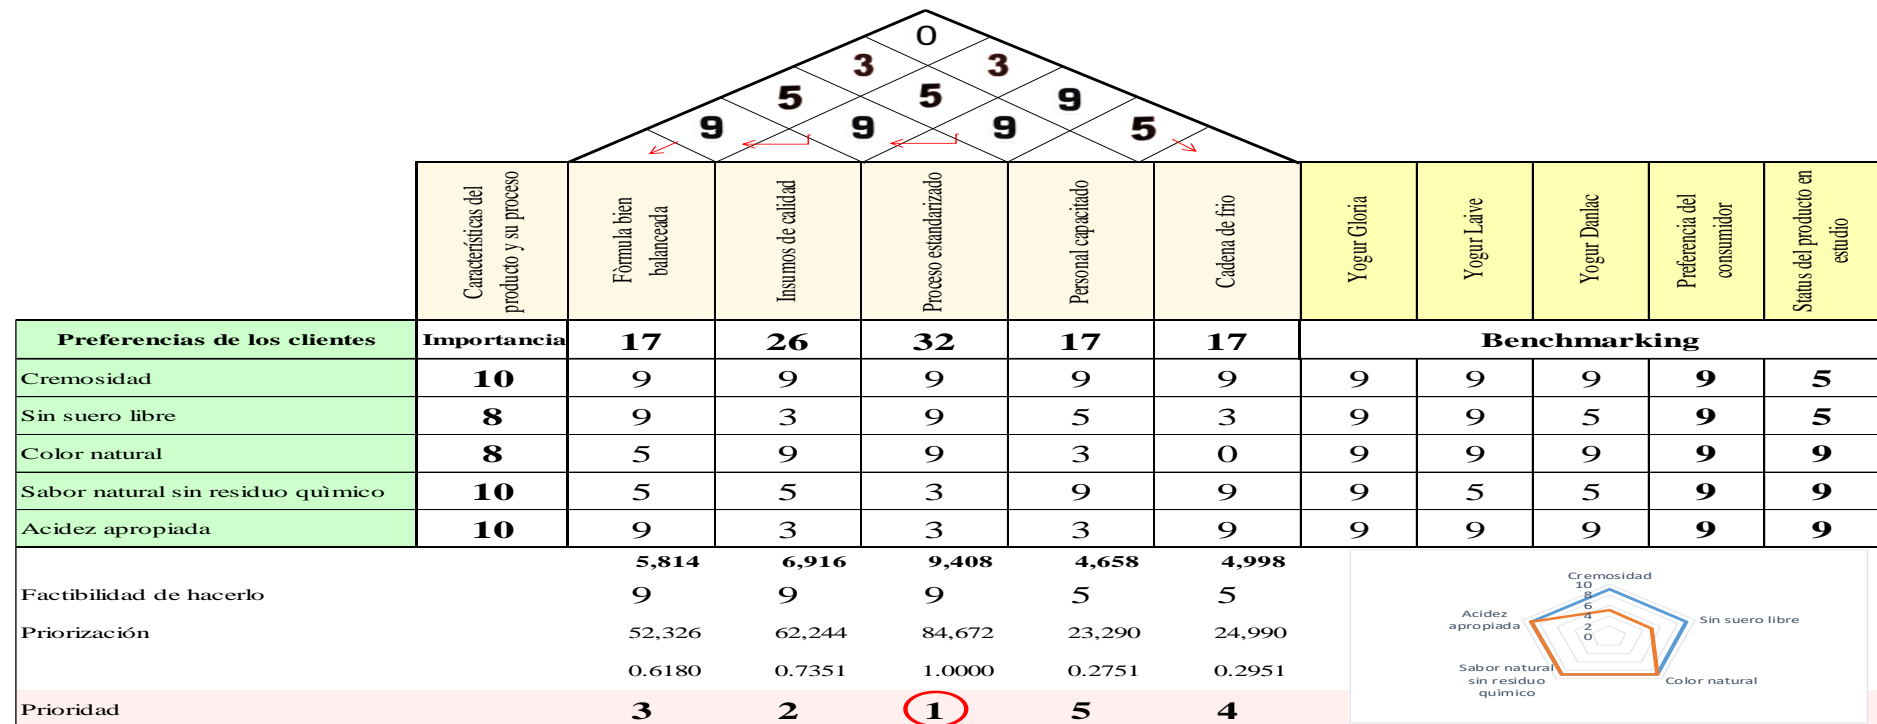 0
3 3
5 5 9
9 9 9 5
Características del
producto y su proceso
Fòrmula bien
balanceada
Insumos de calidad
Proceso estandarizado
Personal capacitado
Cadena de frio
Yogur Gloria
Yogur Laive
Yogur Danlac
Preferencia del
consumidor
Status del producto en
estudio
Preferencias de los clientes Importancia 17 26 32 17 17 Benchmarking
Cremosidad 10 9 9 9 9 9 9 9 9 9 5
Sin suero libre 8 9 3 9 5 3 9 9 5 9 5
Color natural 8 5 9 9 3 0 9 9 9 9 9
Sabor natural sin residuo quìmico 10 5 5 3 9 9 9 5 5 9 9
Acidez apropiada 10 9 3 3 3 9 9 9 9 9 9
5,814 6,916 9,408 4,658 4,998
Factibilidad de hacerlo 9 9 9 5 5
Priorización 52,326 62,244 84,672 23,290 24,990
0.6180 0.7351 1.0000 0.2751 0.2951
Prioridad 3 2 1 5 4
Cremosidad
10
8
6
4
2
0
Sin suero libre
Color natural
Sabor natural
sin residuo
quìmico
Acidez
apropiada